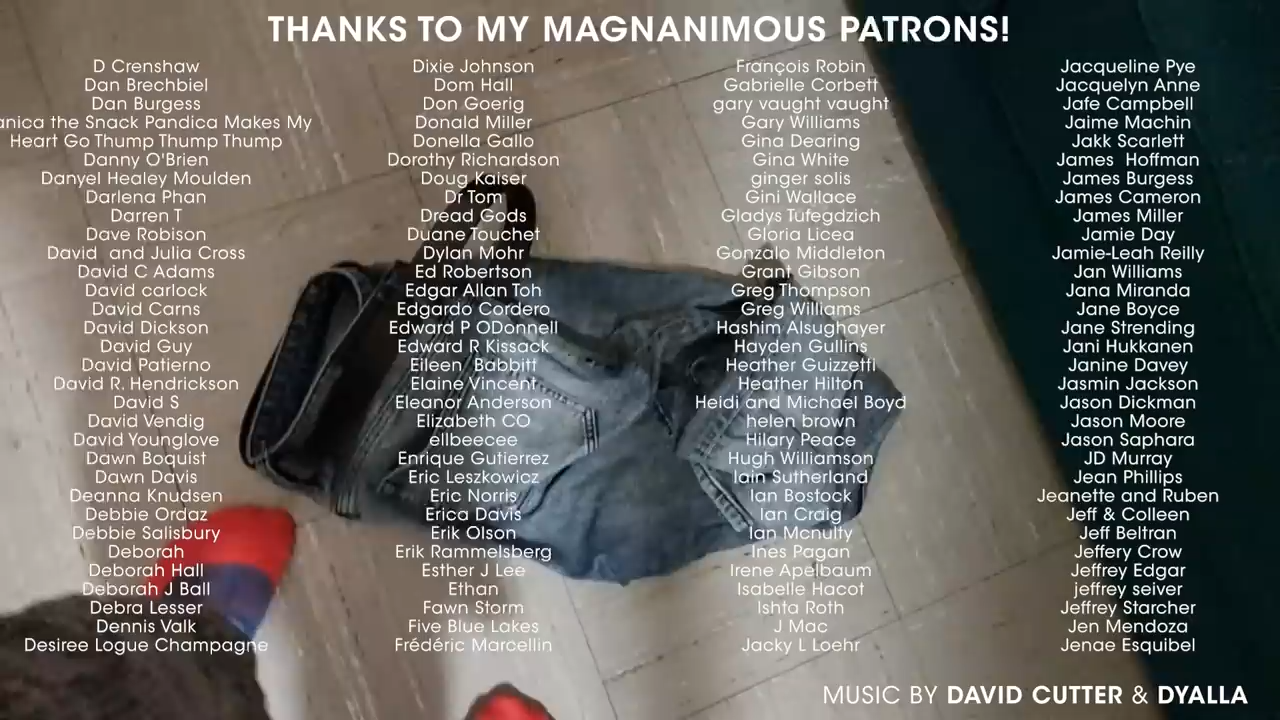 THANKS TO MY MAGNANIMOUS PATRONS!
D Crenshaw
Dan Brechbiel
Dan Burgess
the Snack Pandica Makes My
Heart Go Thump Thump Thump
Danny O'Brien
Danyel Healey Moulden
Darlena Phan
Darren T
Dave Robison
David and Julia Cross
David C Adams
David carlock
David Carns
David Dickson
David Guy
David Patierno
David R. Hendrickson
David S
David Vendig
David Younglove
Dawn Boquist
Dawn Davis
Deanna Knudsen
Debbie Ordaz
Debbie Salisbury
Deborah
Deborah Hall
Deborah J Ball
Debra Lesser
Dennis Valk
Desiree Logue Champagne
Dixie Johnson
Dom Hall
Don Goerig
Donald Miller
Donella Gallo
Dorothy Richardson
Doug Kaiser
Dr Tom
Dread Gods
Duane Touchet
Dylan Mohr
Ed Robertson
Edgar Allan Toh
Edgardo Cordero
Edward P ODonnell
Edward R Kissack
Eileen Babbitt
Elaine Vincent
Eleanor Anderson
Elizabeth CO
ellbeecee
Enrique Gutierrez
Eric Leszkowicz
Eric Norris
Erica Davis
Erik Olson
Erik Rammelsberg
Esther J Lee
Ethan
Fawn Storm
Five Blue Lakes
Frédéric Marcellin
François Robin
Gabrielle Corbett
gary vaught vaught
Gary Williams
Gina Dearing
Gina White
ginger solis
Gini Wallace
Gladys Tufegdzich
Gloria Licea
Gonzalo Middleton
Grant Gibson
Greg Thompson
Greg Williams
Hashim Alsughayer
Hayden Gullins
Heather Guizzetti
Heather Hilton
Heidi and Michael Boyd
helen brown
Hilary Peace
Hugh Williamson
Iain Sutherland
Ian Bostock
Ian Craig
Ian Mcnulty
Ines Pagan
Irene Apelbaum
Isabelle Hacot
Ishta Roth
J Mac
Jacky L Loehr
Jacqueline Pye
Jacquelyn Anne
Jafe Campbell
Jaime Machin
Jakk Scarlett
James Hoffman
James Burgess
James Cameron
James Miller
Jamie Day
Jamie-Leah Reilly
Jan Williams
Jana Miranda
Jane Boyce
Jane Strending
Jani Hukkanen
Janine Davey
Jasmin Jackson
Jason Dickman
Jason Moore
Jason Saphara
JD Murray
Jean Phillips
Jeanette and Ruben
Jeff & Colleen
Jeff Beltran
Jeffery Crow
Jeffrey Edgar
jeffrey seiver
Jeffrey Starcher
Jen Mendoza
Jenae Esquibel
MUSIC BY DAVID CUTTER & DYALLA